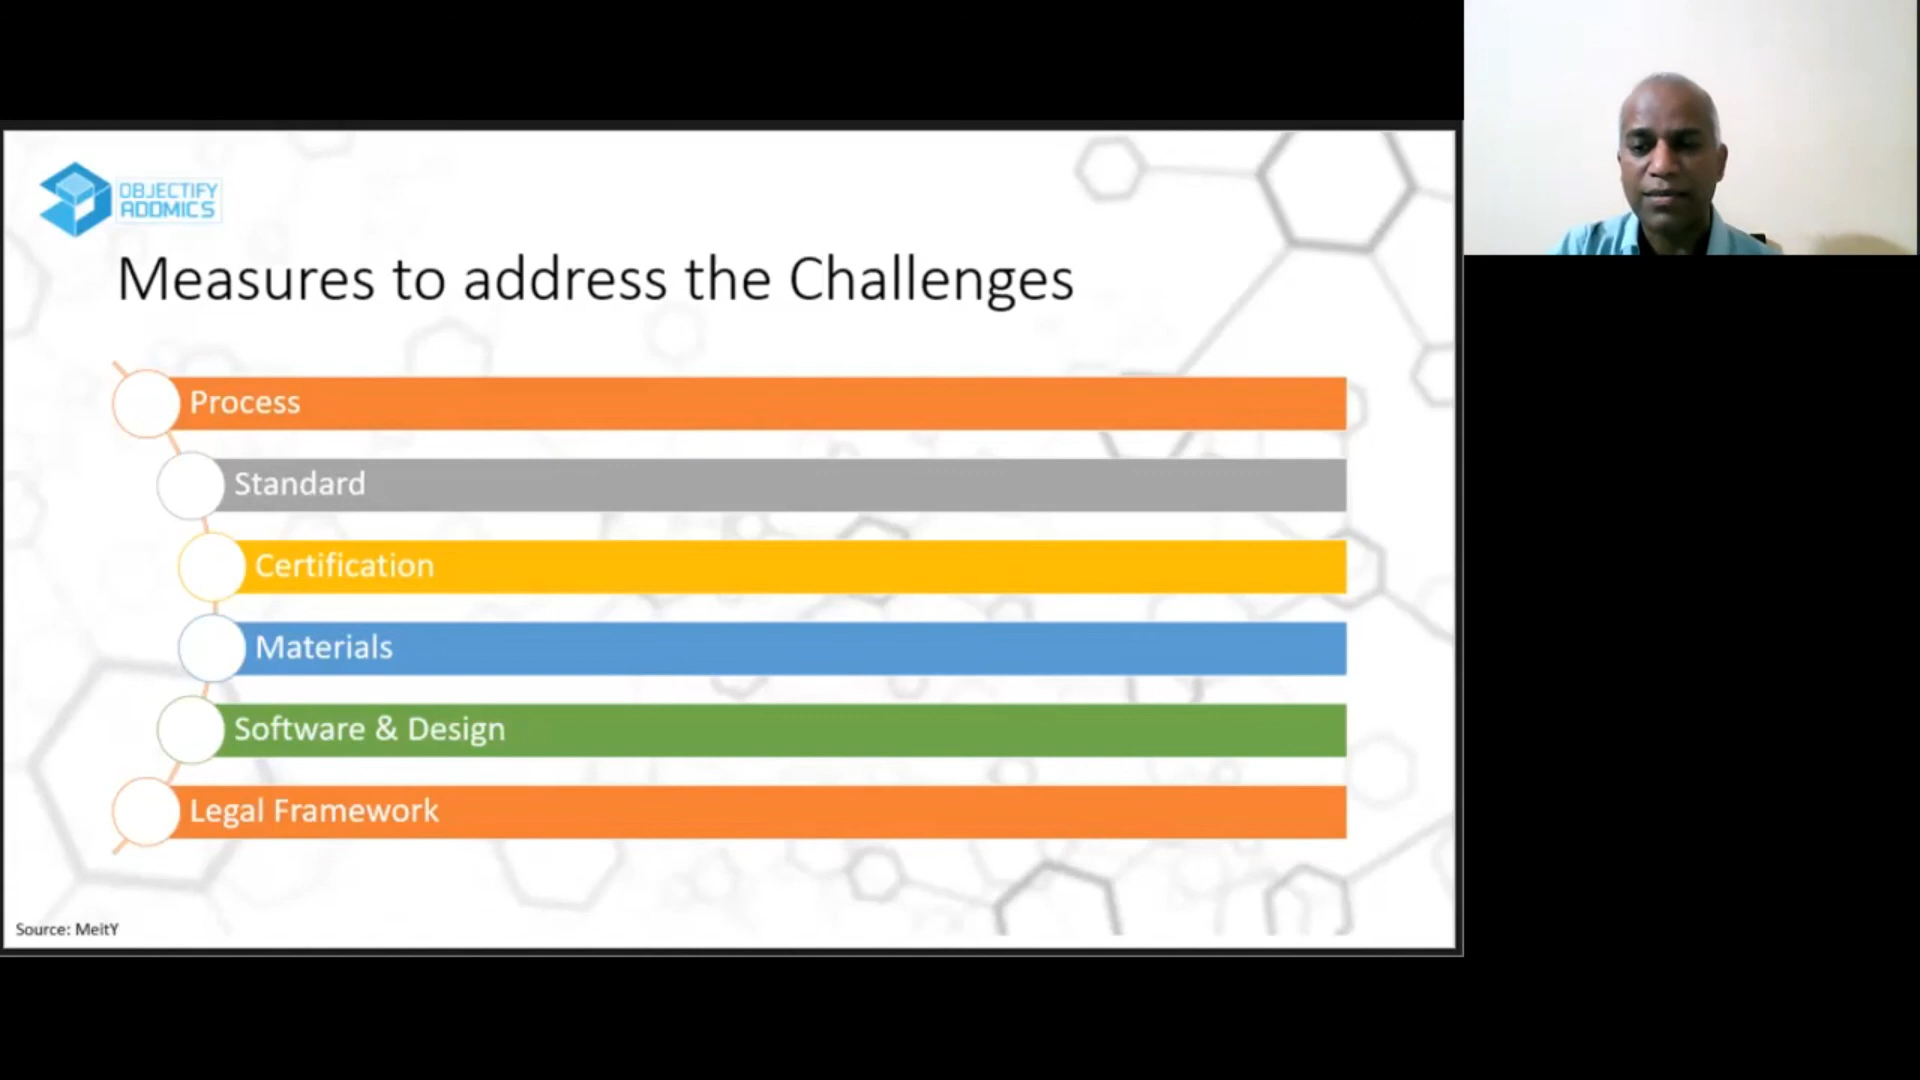 OBJECTIFY
ADDMICS
Measures to address the Challenges
Process
Standard
Certification
Materials
Software & Design
Legal Framework
Source: MeitY